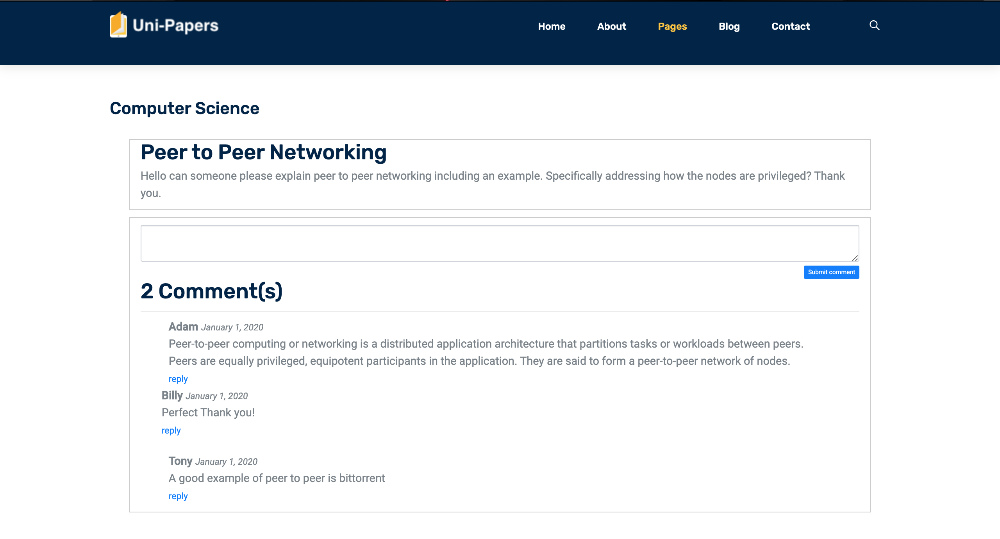 Uni-Papers
Home About Pages Blog Contact
Computer Science
Peer to Peer Networking
Hello can someone please explain peer to peer networking including an example. Specifically addressing how the nodes are privileged? Thank
you.
Submit comment
2 Comment(s)
Adam January 1, 2020
Peer-to-peer computing or networking is a distributed application architecture that partitions tasks or workloads between peers.
Peers are equally privileged, equipotent participants in the application. They are said to form a peer-to-peer network of nodes.
reply
Billy January 1, 2020
Perfect Thank you!
reply
Tony January 1, 2020
A good example of peer to peer is bittorrent
reply